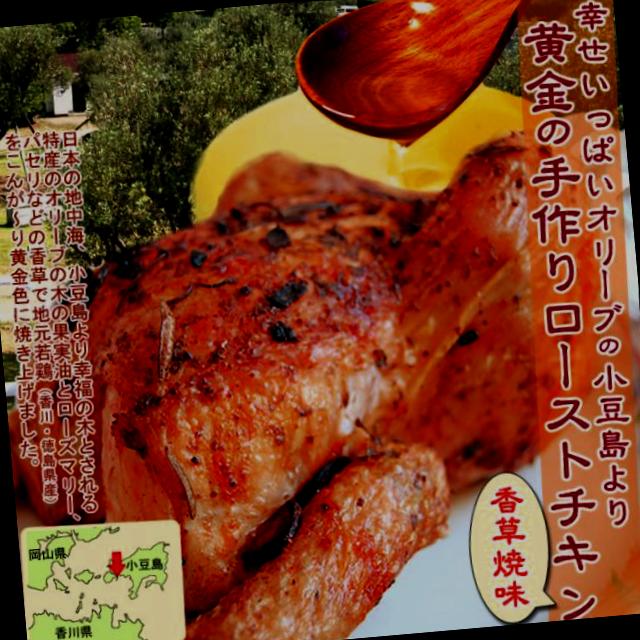 幸せいっぱいオリーブの小豆島より
黄金の手作りローストチキン
日本の地中海、小豆島より幸福の木とされる
特産のオリーブの木の果実油とローズマリー、
パセリなどの香草で地元若鶏（香川・徳島県産）
をこんがり黄金色に焼き上げました。
香草焼味
岡山県
小豆島
香川県